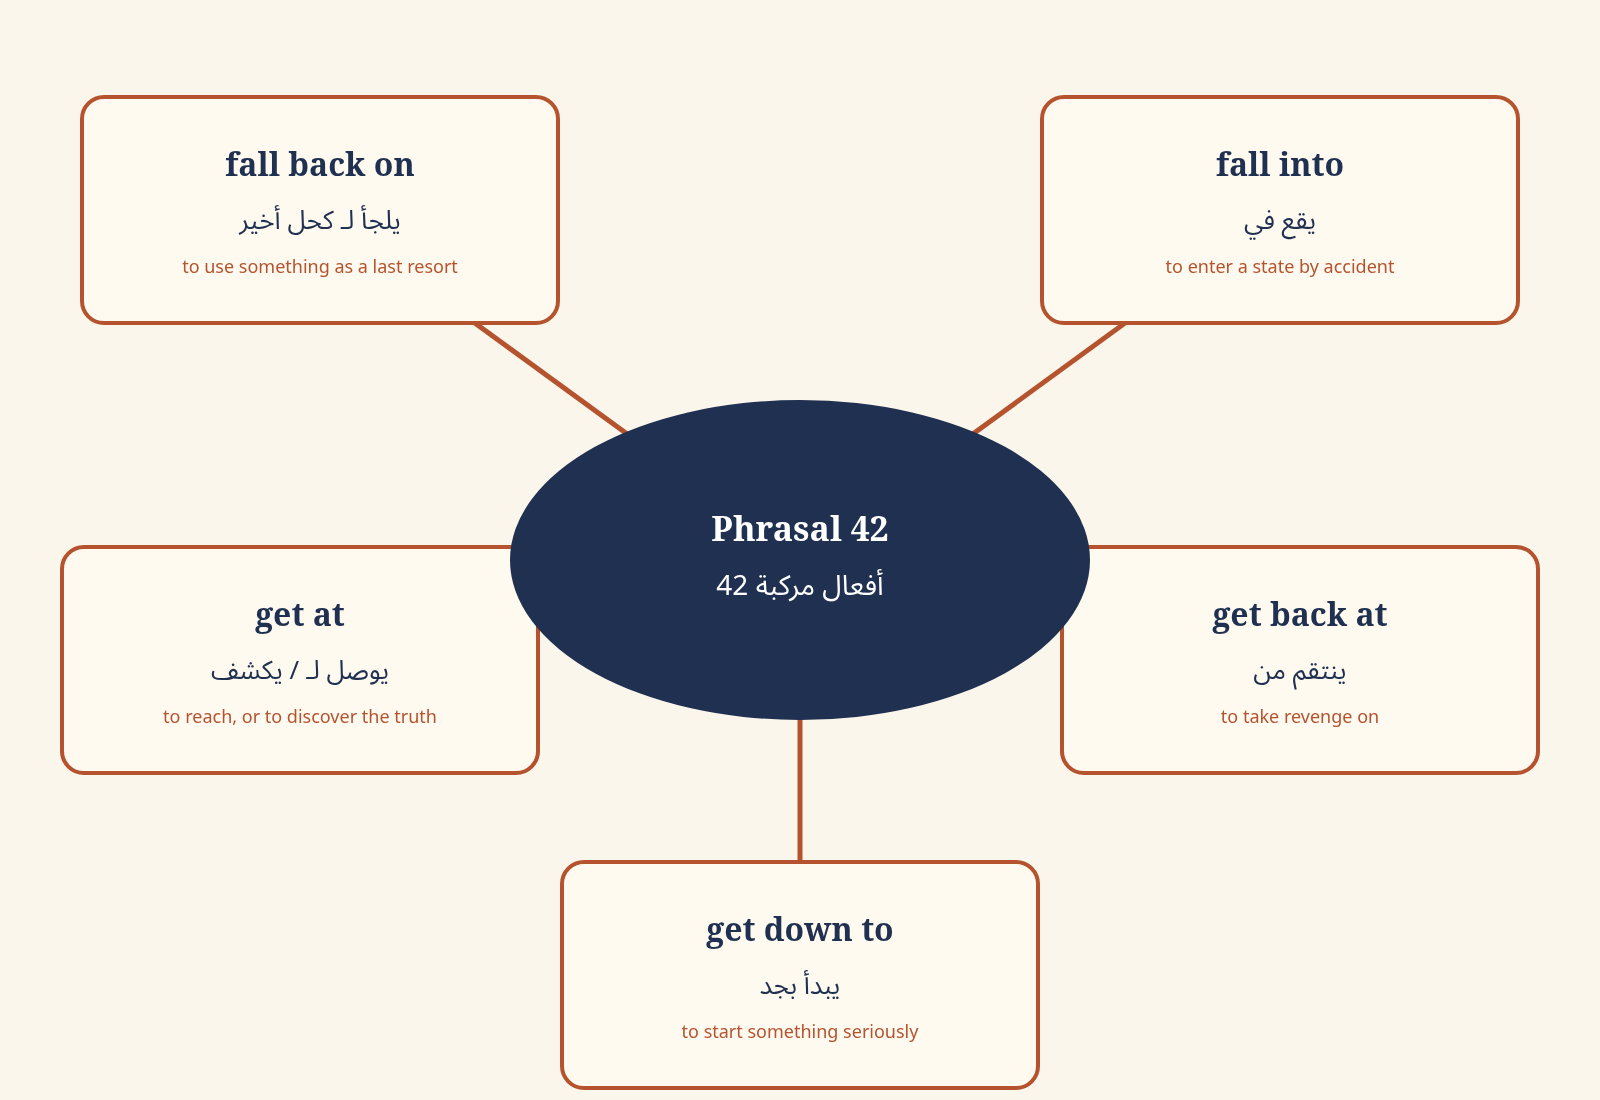 fall back on
يلجأ لـ كحل أخير
to use something as a last resort
fall into
يقع في
to enter a state by accident
Phrasal 42
أفعال مركبة 42
get at
يوصل لـ / يكشف
to reach, or to discover the truth
get back at
ينتقم من
to take revenge on
get down to
يبدأ بجد
to start something seriously